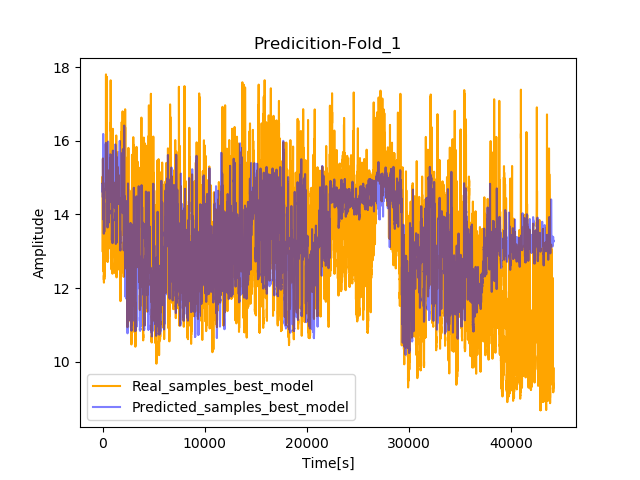 Predicition-Fold_1
18
16
14
12
10
Amplitude
Real_samples_best_model
Predicted_samples_best_model
0
10000
20000
30000
40000
Time[s]